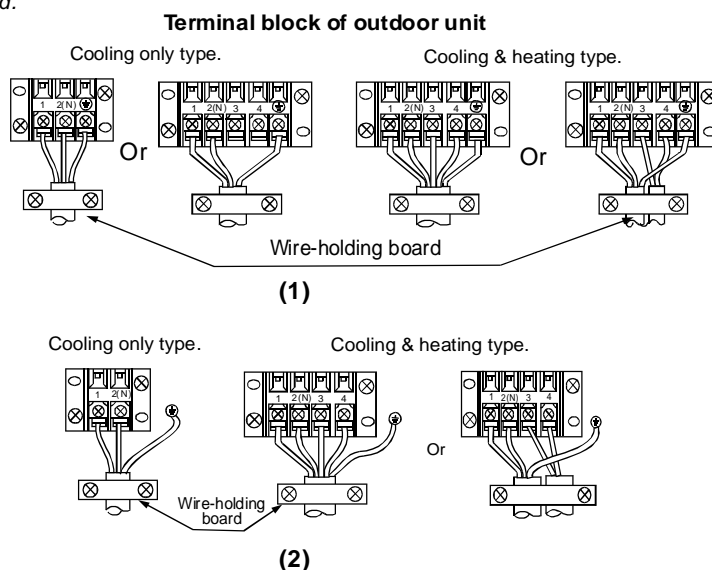 d.
Terminal block of outdoor unit
Cooling only type.
Cooling & heating type.
1 2(N)
1 2(N) 3 4
1 2(N) 3 4
1 2(N) 3 4
Or
Or
Wire-holding board
(1)
Cooling only type.
Cooling & heating type.
1 2(N)
1 2(N) 3 4
1 2(N) 3 4
Or
Wire-holding
board
(2)